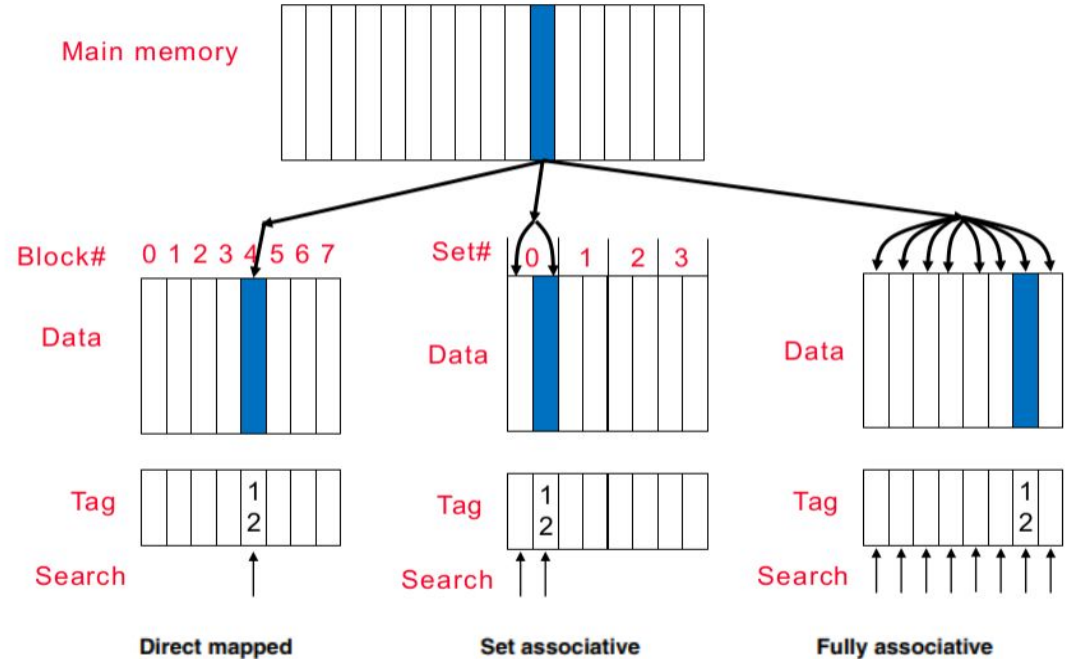 Main memory
Block# 0 1 2 3 4 5 6 7
Set# 0 1 2 3
Data
Data
Data
Tag
1
2
Tag
1
2
Tag
1
2
Search
Search
Search
Direct mapped
Set associative
Fully associative